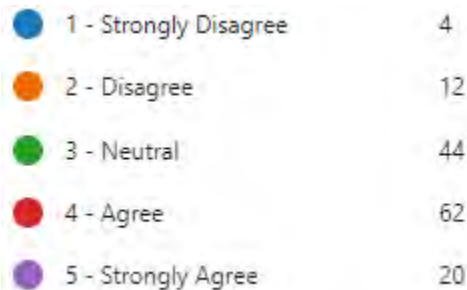 1 - Strongly Disagree 4
2 - Disagree 12
3 - Neutral 44
4 - Agree 62
5 - Strongly Agree 20